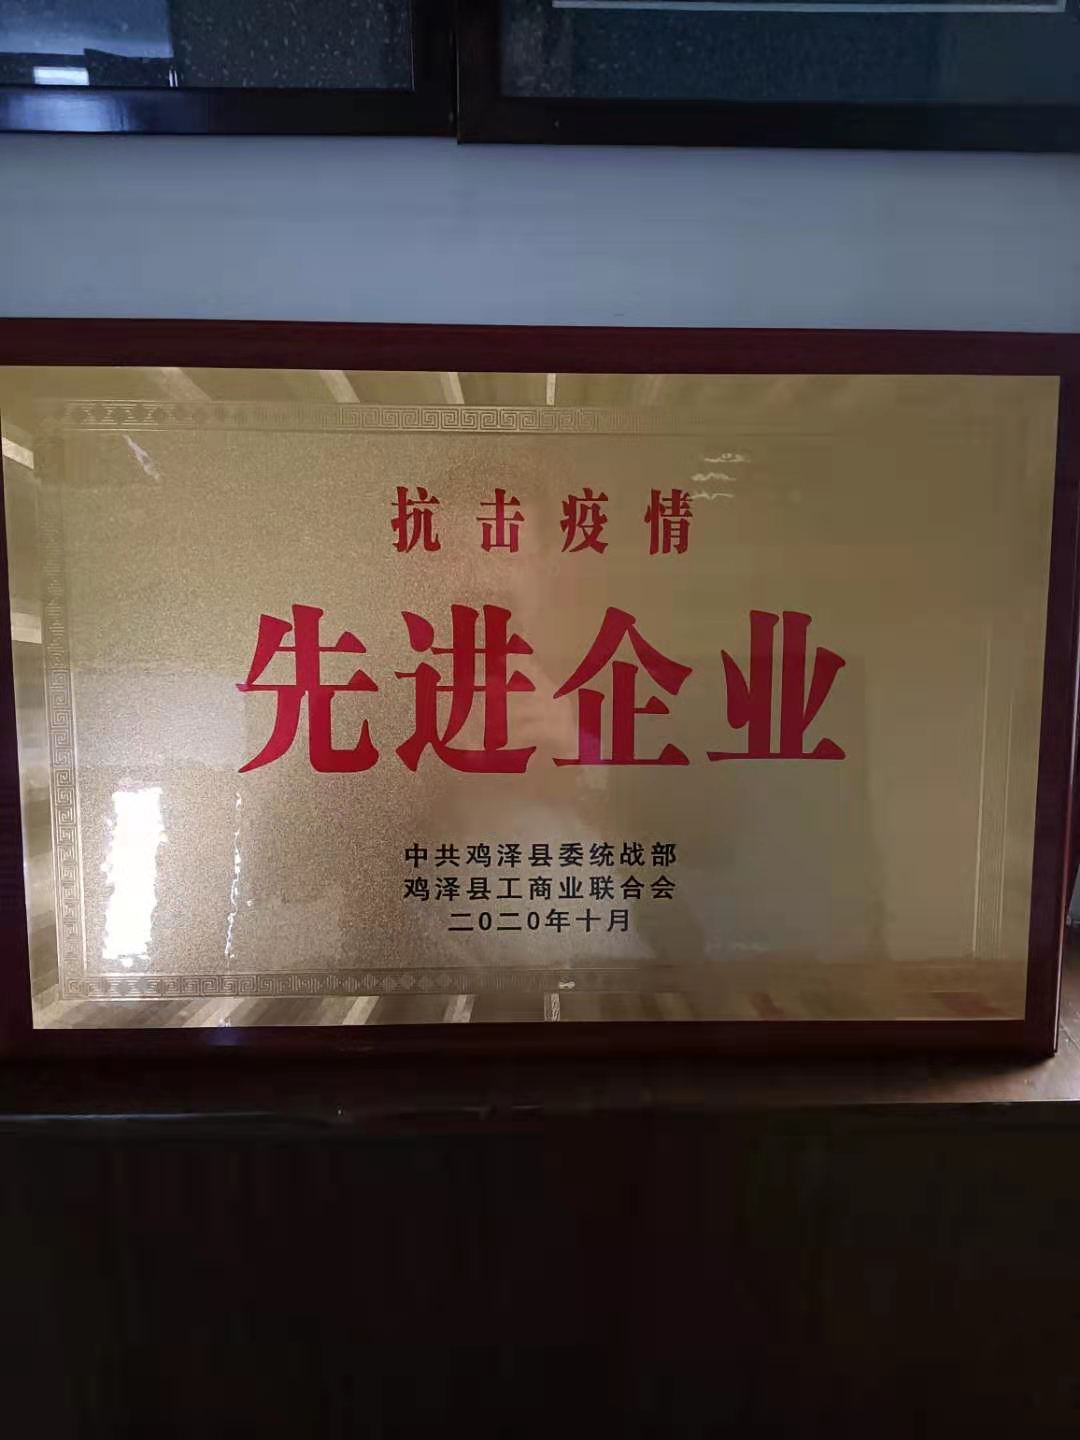 抗击疫情
先进企业
中共鸡泽县委统战部
鸡泽县工商业联合会
二0二0年十月